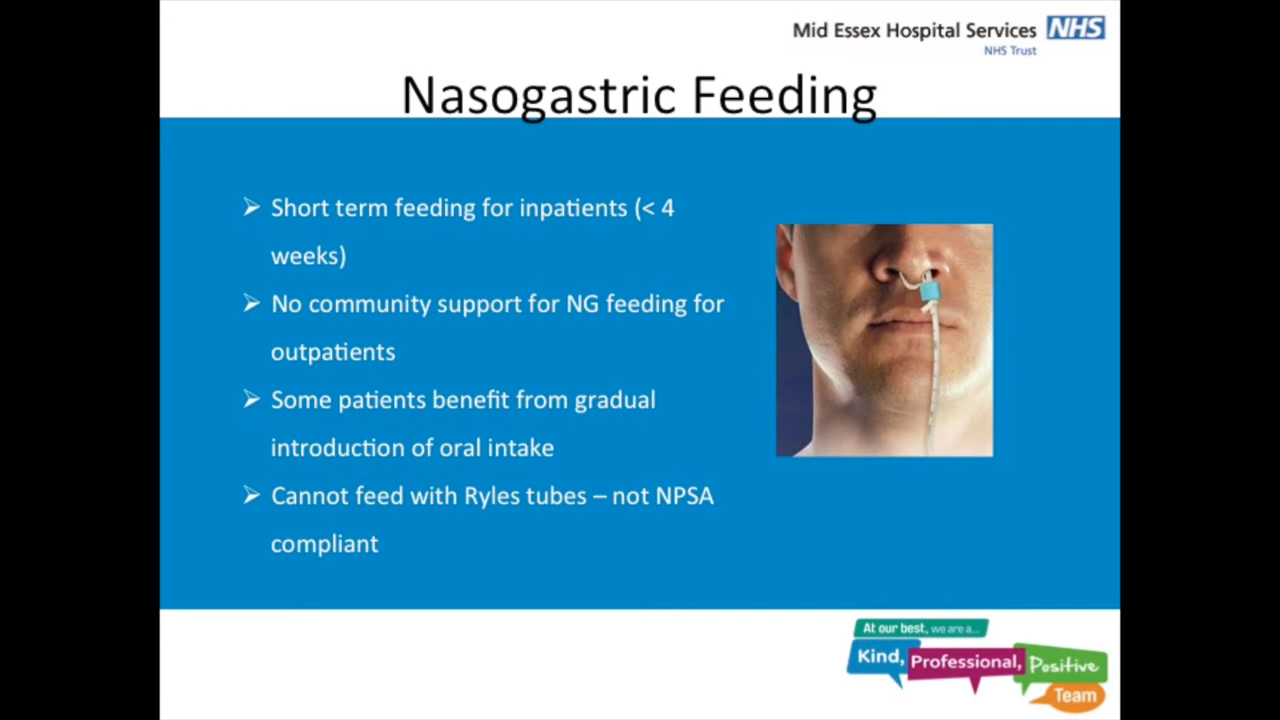 Mid Essex Hospital Services NHS
NHS Trust
Nasogastric Feeding
➢ Short term feeding for inpatients (< 4
weeks)
➢ No community support for NG feeding for
outpatients
➢ Some patients benefit from gradual
introduction of oral intake
➢ Cannot feed with Ryles tubes – not NPSA
compliant
At our best, we are a...
Kind, Professional, Positive
Team